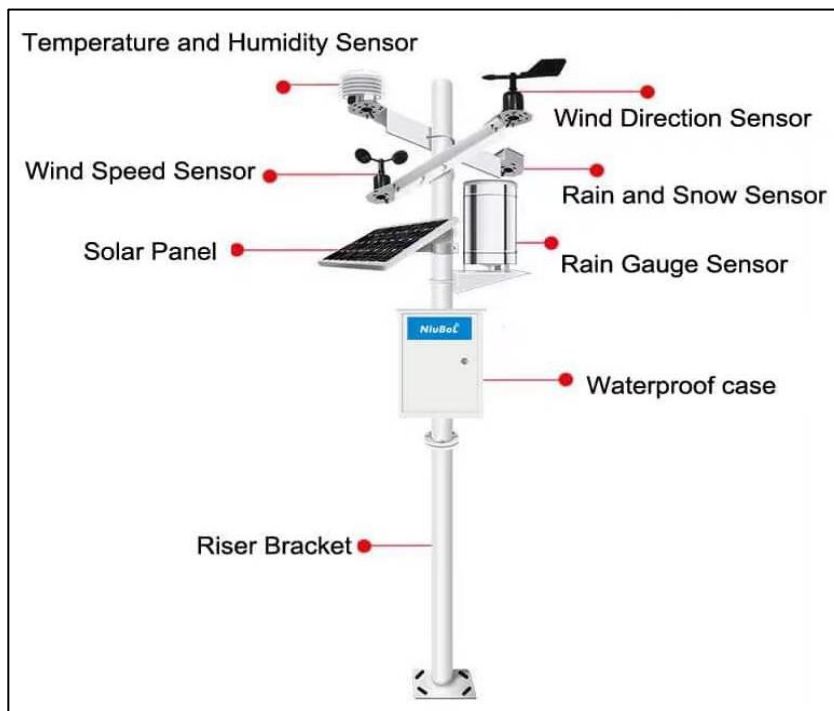 Temperature and Humidity Sensor
Wind Direction Sensor
Wind Speed Sensor
Rain and Snow Sensor
Solar Panel
Rain Gauge Sensor
NiuBoL
Waterproof case
Riser Bracket